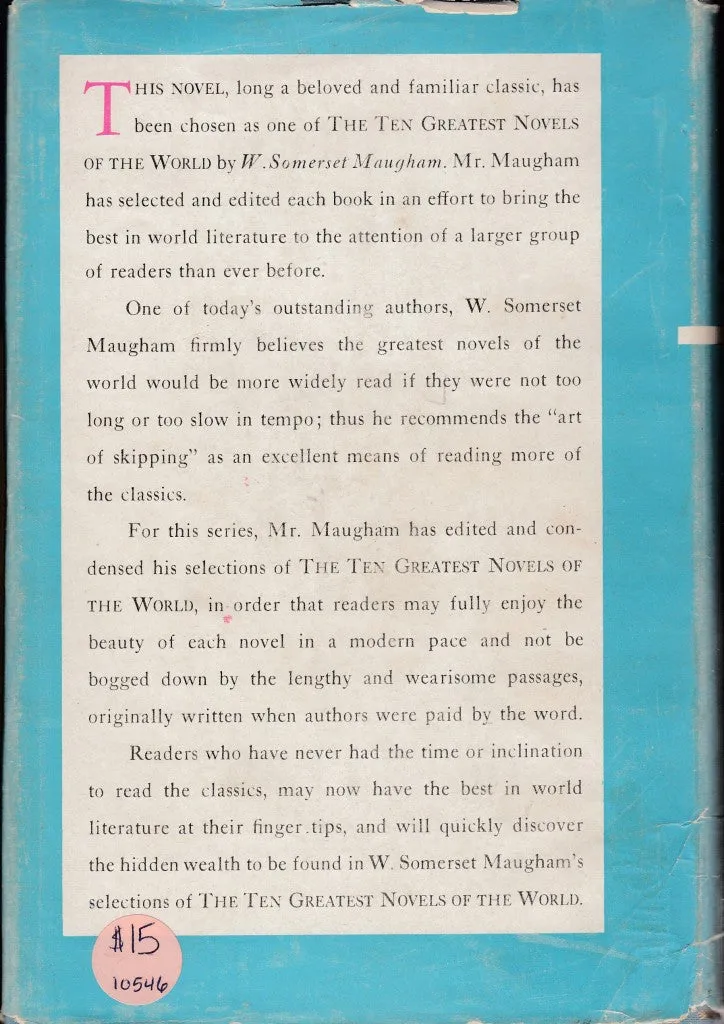 THIS NOVEL, long a beloved and familiar classic, has
been chosen as one of THE TEN GREATEST NOVELS
OF THE WORLD by W. Somerset Maugham. Mr. Maugham
has selected and edited each book in an effort to bring the
best in world literature to the attention of a larger group
of readers than ever before.
One of today's outstanding authors, W. Somerset
Maugham firmly believes the greatest novels of the
world would be more widely read if they were not too
long or too slow in tempo; thus he recommends the "art
of skipping" as an excellent means of reading more of
the classics.
For this series, Mr. Maugham has edited and con-
densed his selections of THE TEN GREATEST NOVELS OF
THE WORLD, in order that readers may fully enjoy the
beauty of each novel in a modern pace and not be
bogged down by the lengthy and wearisome passages,
originally written when authors were paid by the word.
Readers who have never had the time or inclination
to read the classics, may now have the best in world
literature at their finger tips, and will quickly discover
the hidden wealth to be found in W. Somerset Maugham's
selections of THE TEN GREATEST NOVELS OF THE WORLD.
$15
10546